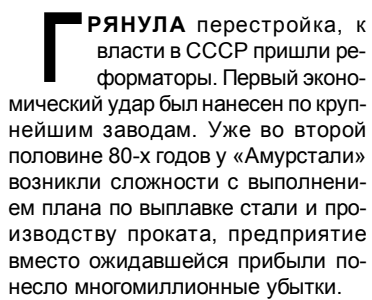 ГРЯНУЛА перестройка, к
власти в СССР пришли ре-
форматоры. Первый эконо-
мический удар был нанесен по круп-
нейшим заводам. Уже во второй
половине 80-х годов у «Амурстали»
возникли сложности с выполнени-
ем плана по выплавке стали и про-
изводству проката, предприятие
вместо ожидавшейся прибыли по-
несло многомиллионные убытки.